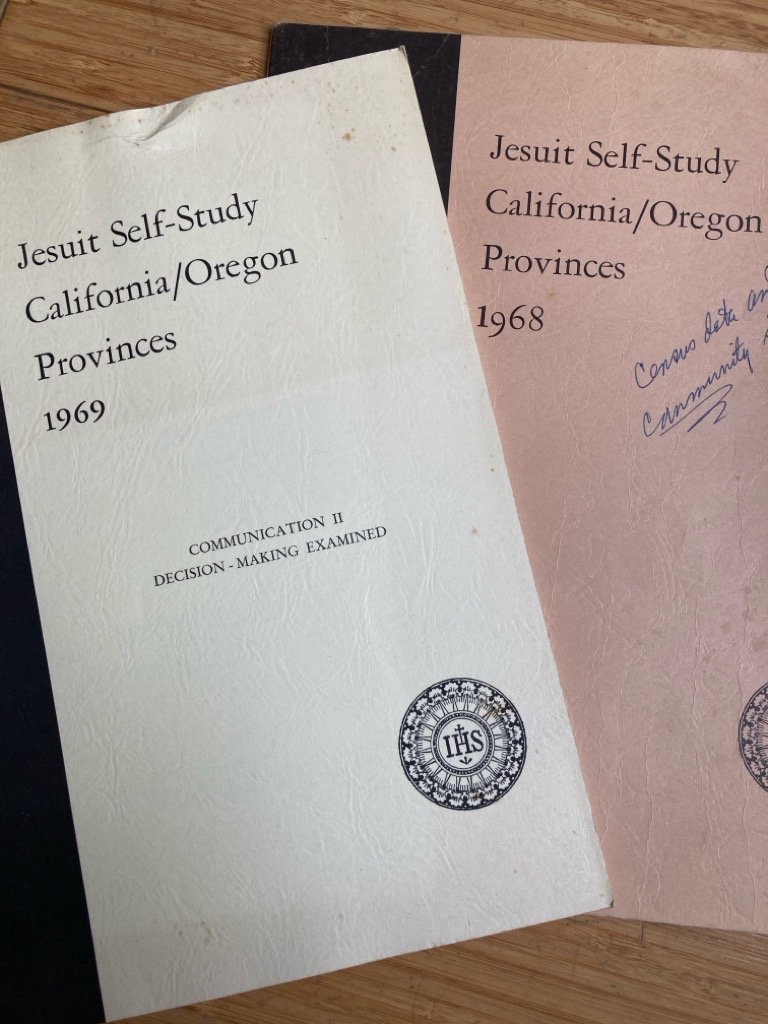 Jesuit Self-Study
California/Oregon
Provinces
1969
COMMUNICATION II
DECISION-MAKING EXAMINED
IHS
Jesuit Self-Study
California/Oregon
Provinces
1968
Census data
Community